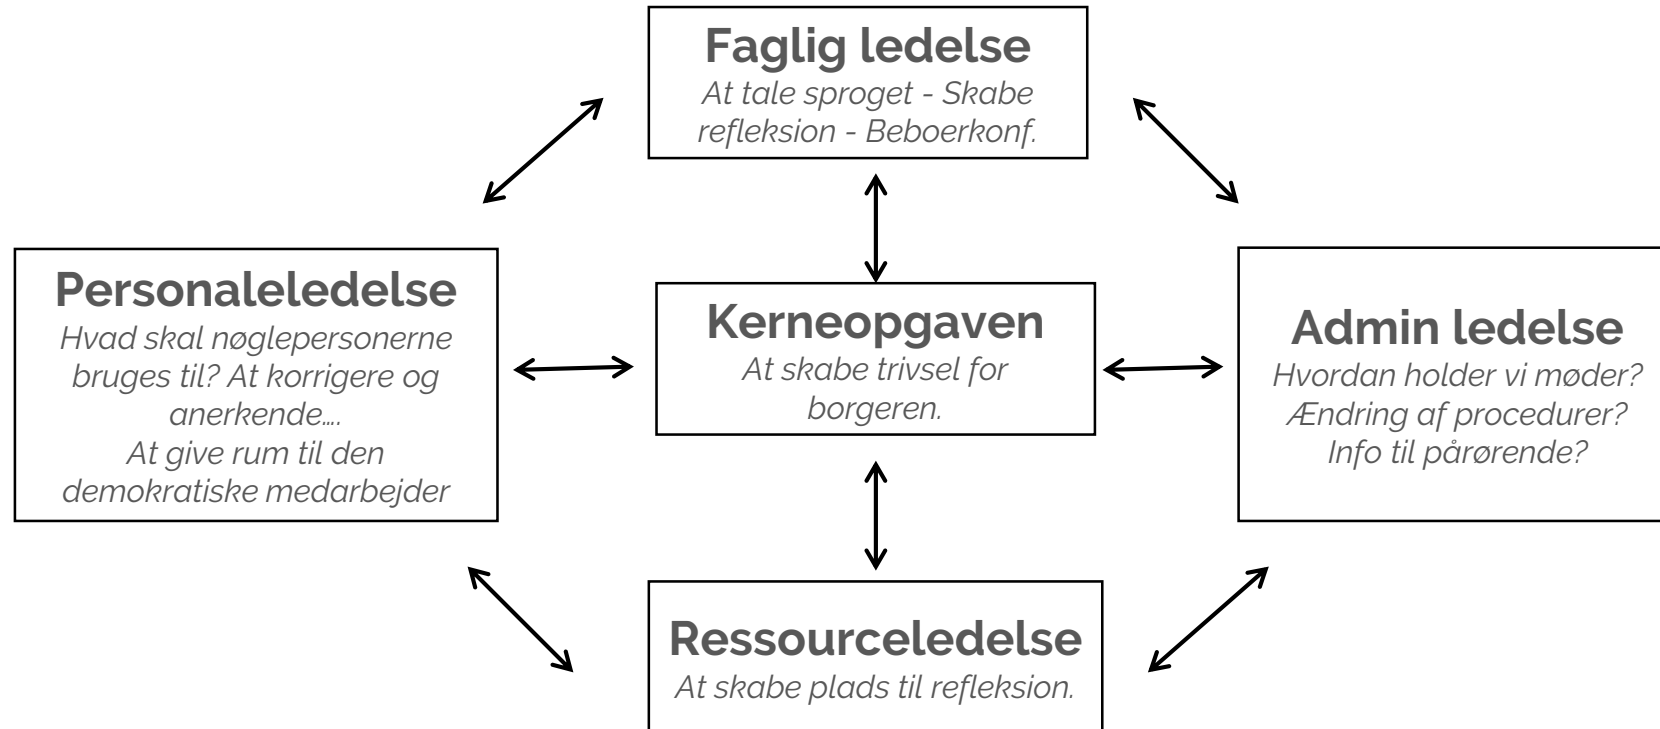 Faglig ledelse
At tale sproget - Skabe
refleksion - Beboerkonf.
Personaleledelse
Hvad skal nøglepersonerne
bruges til? At korrigere og
anerkende....
At give rum til den
demokratiske medarbejder
Kerneopgaven
At skabe trivsel for
borgeren.
Admin ledelse
Hvordan holder vi møder?
Ændring af procedurer?
Info til pårørende?
Ressourceledelse
At skabe plads til refleksion.